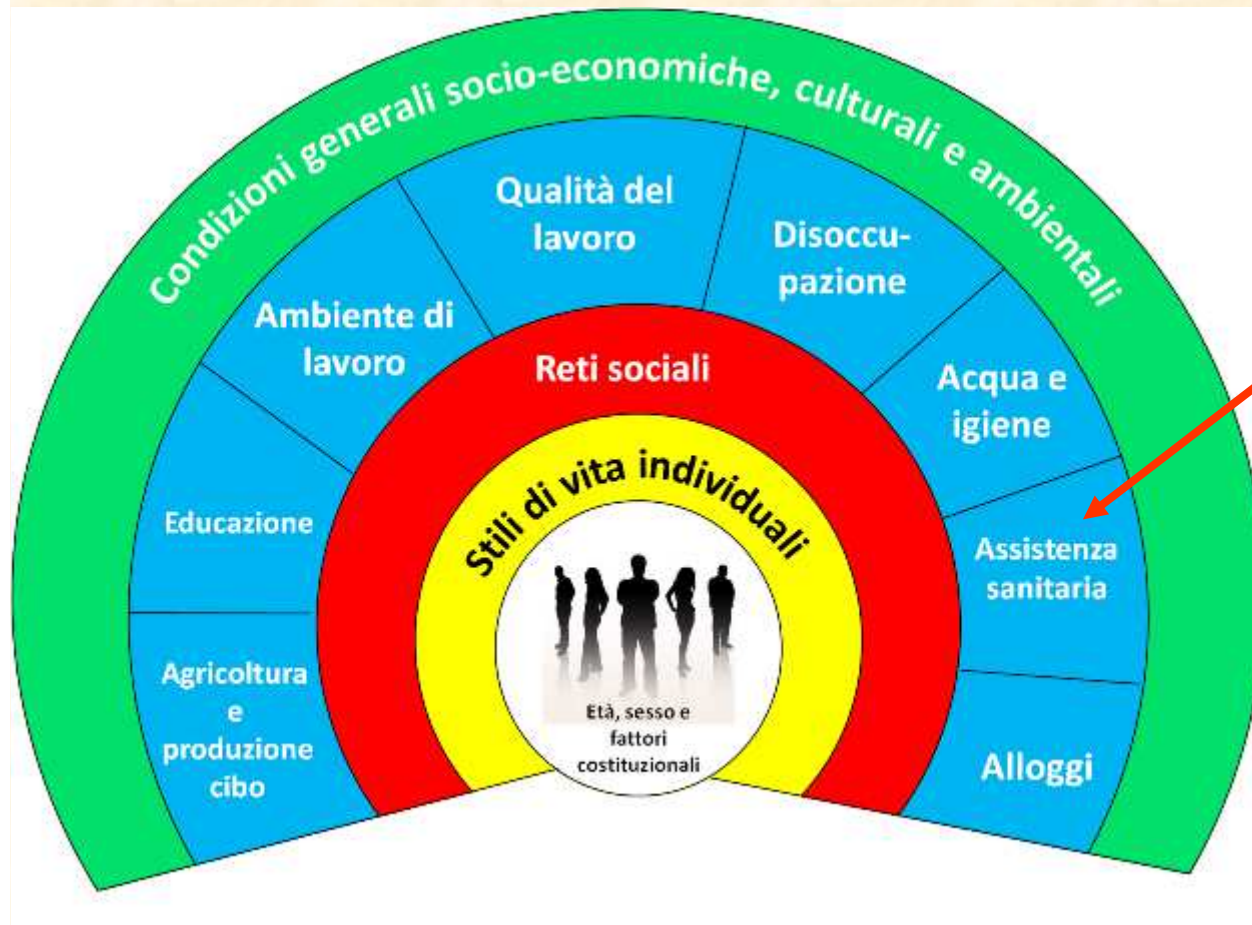 Condizioni generali socio-economiche, culturali e ambientali
Qualità del
lavoro
Disoccu-
pazione
Ambiente di
lavoro
Reti sociali
Acqua e
igiene
Stili di vita individuali
Educazione
Assistenza
sanitaria
Agricoltura
e
produzione
cibo
Età, sesso e
fattori
costituzionali
Alloggi